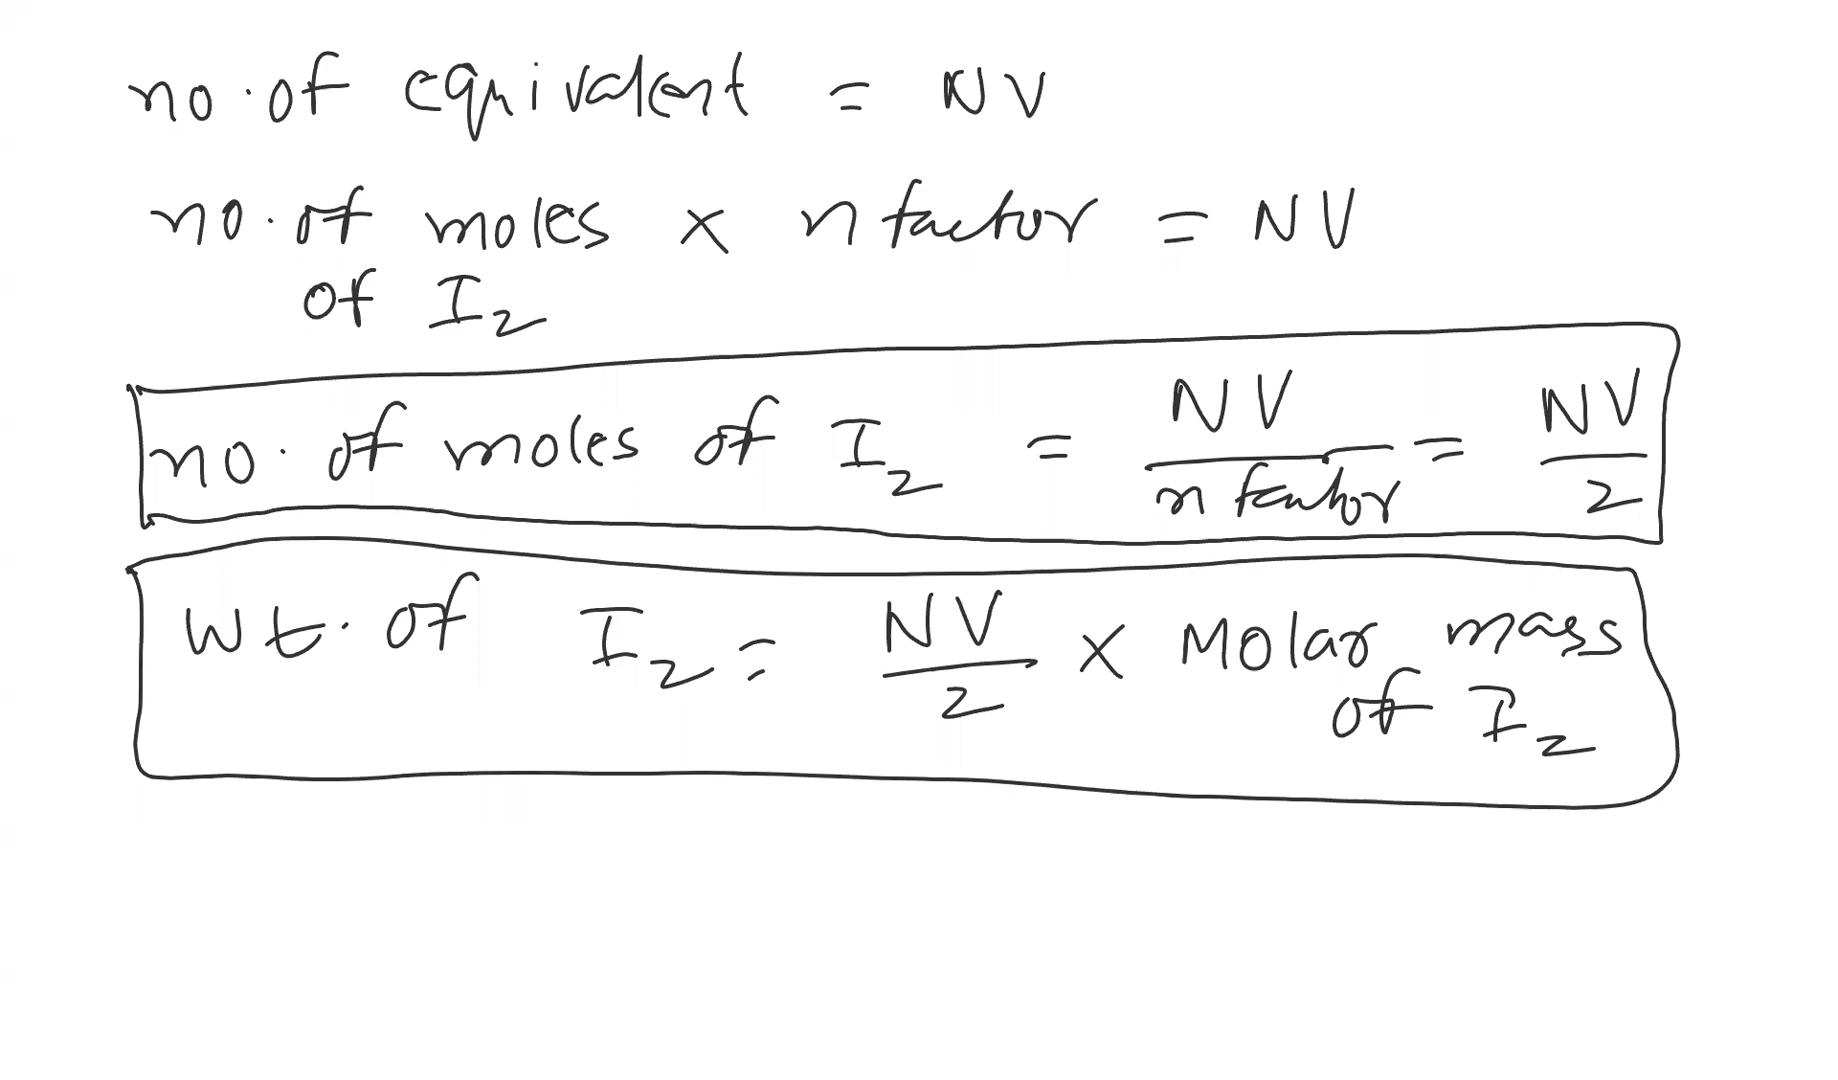 no. of equivalent = NV
no. of moles × n factor = NV
of I₂
no. of moles of I₂ = NV / n factor = NV / 2
Wt. of I₂ = NV / 2 × Molar mass
of I₂